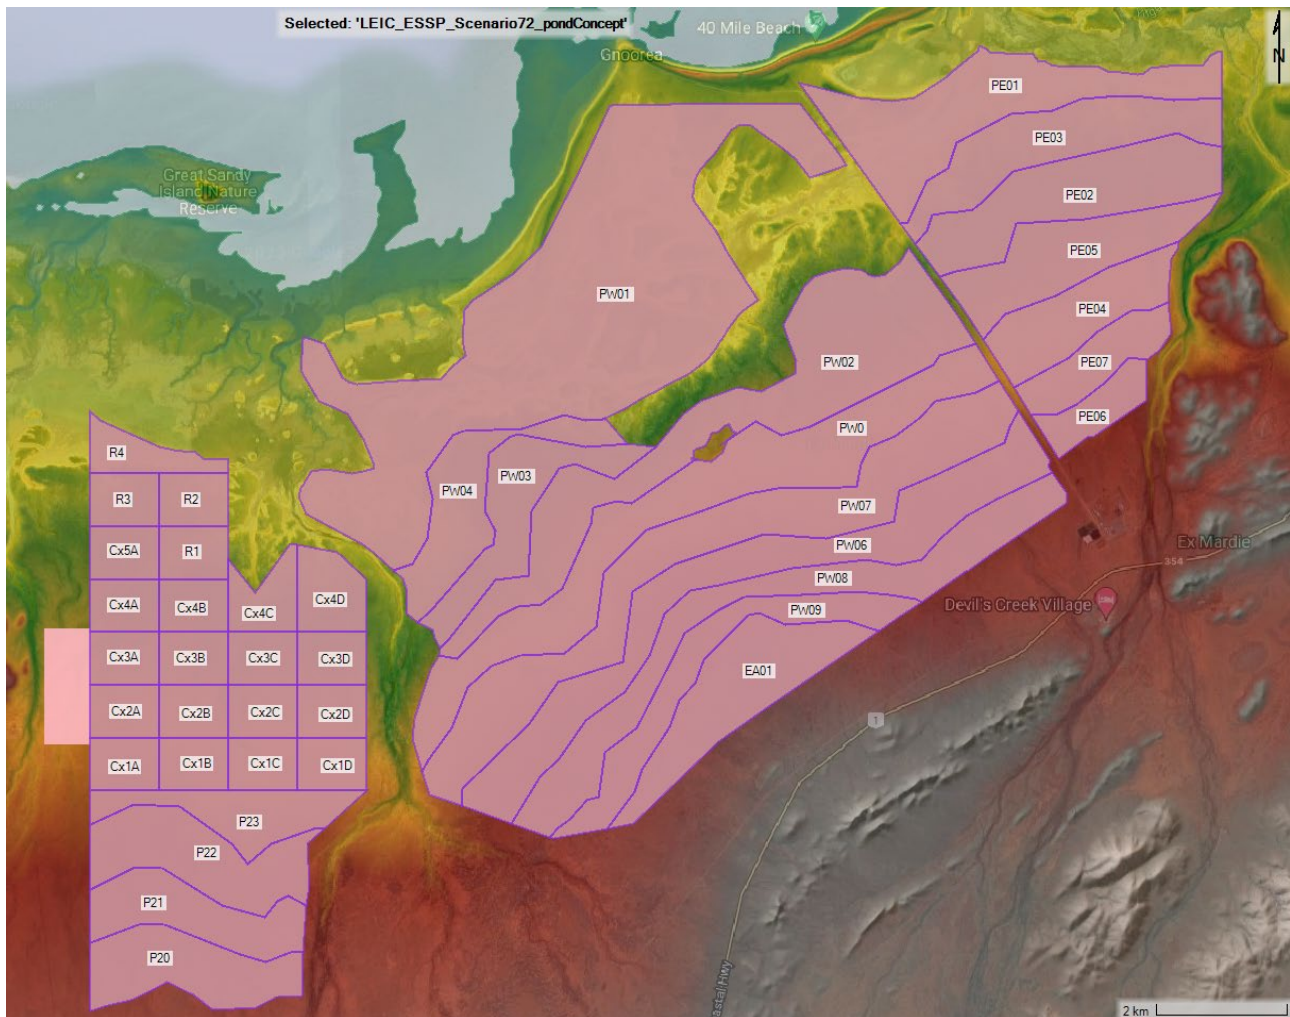 Selected: 'LEIC_ESSP_Scenario72_pondConcept'
40 Mile Beach
Gnoorea
N
PE01
PE03
Great Sandy
Island Nature
Reserve
PE02
PE05
PW01
PE04
PW02
PE07
PE06
PW0
R4
PW03
PW04
R3
R2
PW07
Cx5A
R1
PW06
Ex Mardie
354
PW08
Cx4A
Cx4B
Cx4C
Cx4D
PW09
Devil's Creek Village
Cx3A
Cx3B
Cx3C
Cx3D
EA01
Cx2A
Cx2B
Cx2C
Cx2D
1
Cx1A
Cx1B
Cx1C
Cx1D
P23
P22
P21
P20
astal Hwy
2 km